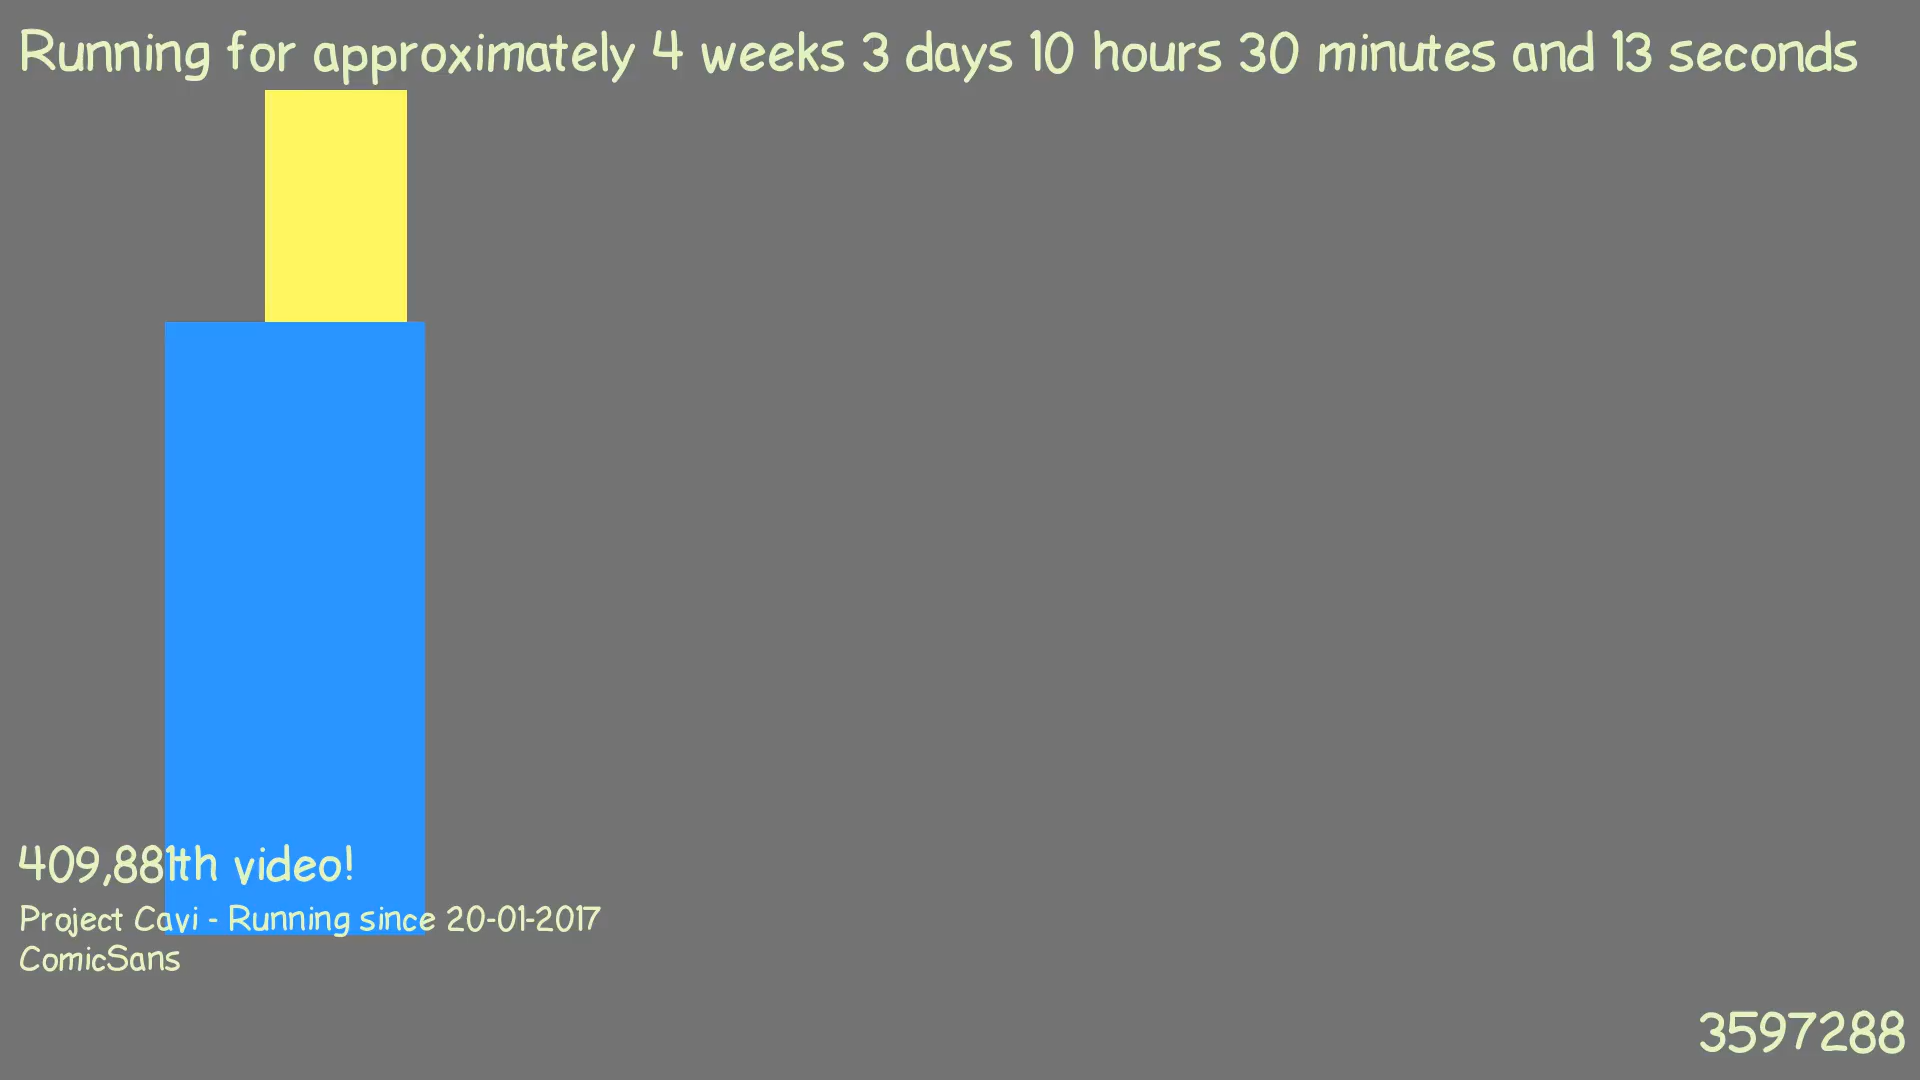 Running for approximately 4 weeks 3 days 10 hours 30 minutes and 13 seconds
409,881th video!
Project Cavi - Running since 20-01-2017
ComicSans
3597288